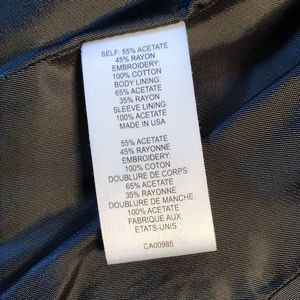 SELF: 55% ACETATE
45% RAYON
EMBROIDERY:
100% COTTON
BODY LINING:
65% ACETATE
35% RAYON
SLEEVE LINING:
100% ACETATE
MADE IN USA
55% ACETATE
45% RAYONNE
EMBROIDERY:
100% COTON
DOUBLURE DE CORPS:
65% ACETATE
35% RAYONNE
DOUBLURE DE MANCHE:
100% ACETATE
FABRIQUE AUX
ETATS-UNIS
CA00985